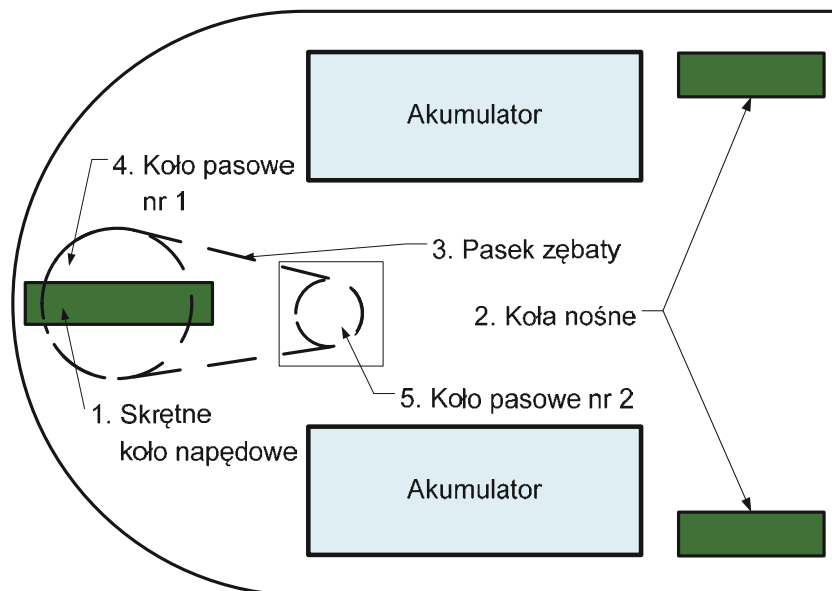 Akumulator
4. Koło pasowe
nr 1
3. Pasek zębaty
2. Koła nośne
5. Koło pasowe nr 2
1. Skrętne
koło napędowe
Akumulator